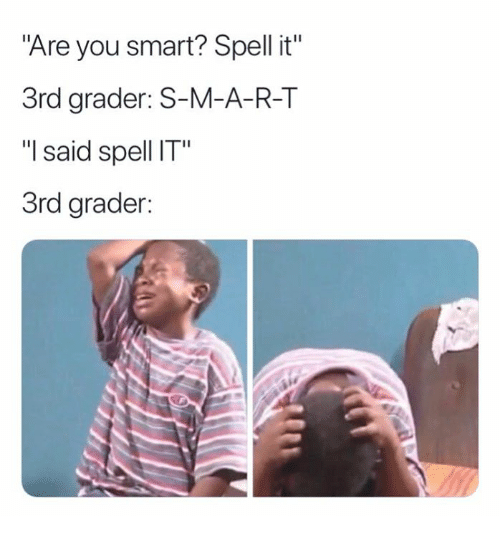 "Are you smart? Spell it"
3rd grader: S-M-A-R-T
"I said spell IT"
3rd grader: